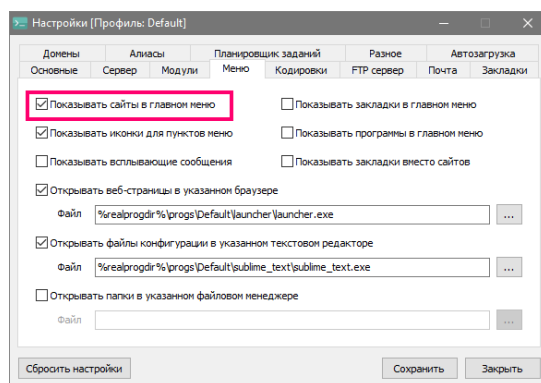 Настройки [Профиль: Default]
Домены Алиасы Планировщик заданий Разное Автозагрузка
Основные Сервер Модули Меню Кодировки FTP сервер Почта Закладки
Показывать сайты в главном меню Показывать закладки в главном меню
Показывать иконки для пунктов меню Показывать программы в главном меню
Показывать всплывающие сообщения Показывать закладки вместо сайтов
Открывать веб-страницы в указанном браузере
Файл %realprogdir%\progs\Default\launcher\launcher.exe ...
Открывать файлы конфигурации в указанном текстовом редакторе
Файл %realprogdir%\progs\Default\sublime_text\sublime_text.exe ...
Открывать папки в указанном файловом менеджере
Файл ...
Сбросить настройки Сохранить Закрыть